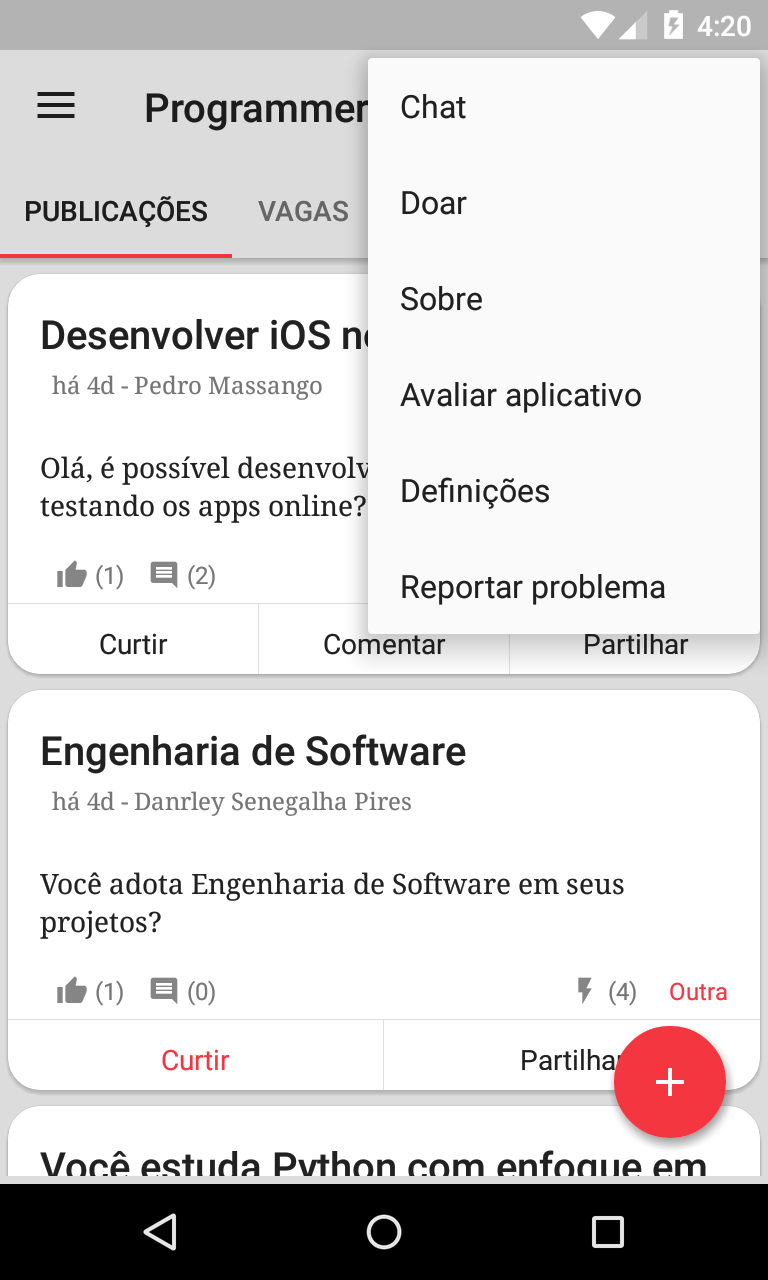 4:20
Programmer
Chat
Doar
Sobre
Avaliar aplicativo
Definições
Reportar problema
PUBLICAÇÕES VAGAS
Desenvolver iOS
há 4d - Pedro Massango
Olá, é possível desenvolv
testando os apps online?
(1) (2)
Curtir Comentar Partilhar
Engenharia de Software
há 4d - Danrley Senegalha Pires
Você adota Engenharia de Software em seus
projetos?
(1) (0) (4) Outra
Curtir Partilhar
Você estuda Python com enfoque em